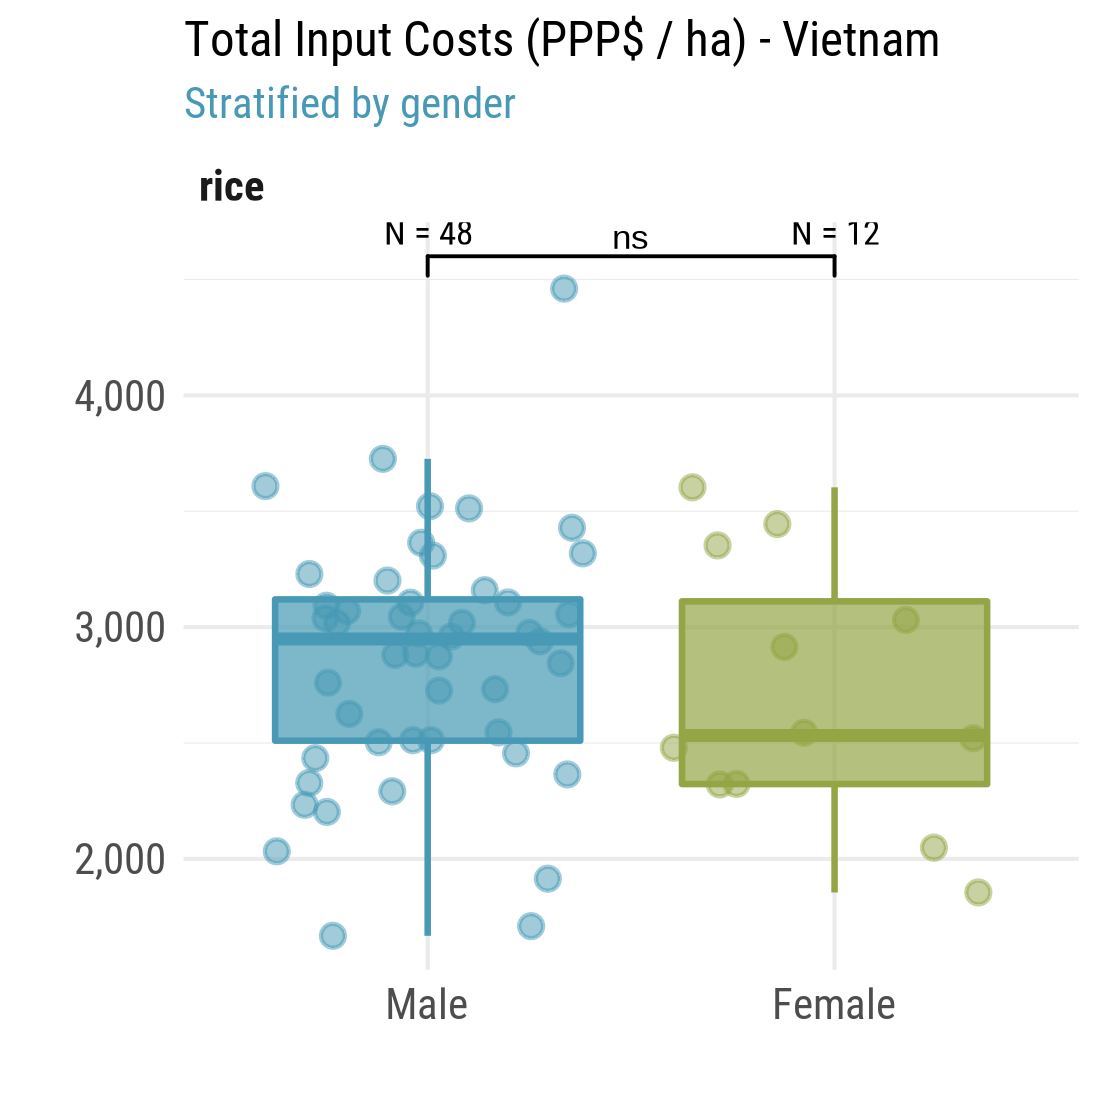 Total Input Costs (PPP$ / ha) - Vietnam
Stratified by gender
rice
N = 48
ns
N = 12
4,000
3,000
2,000
Male
Female